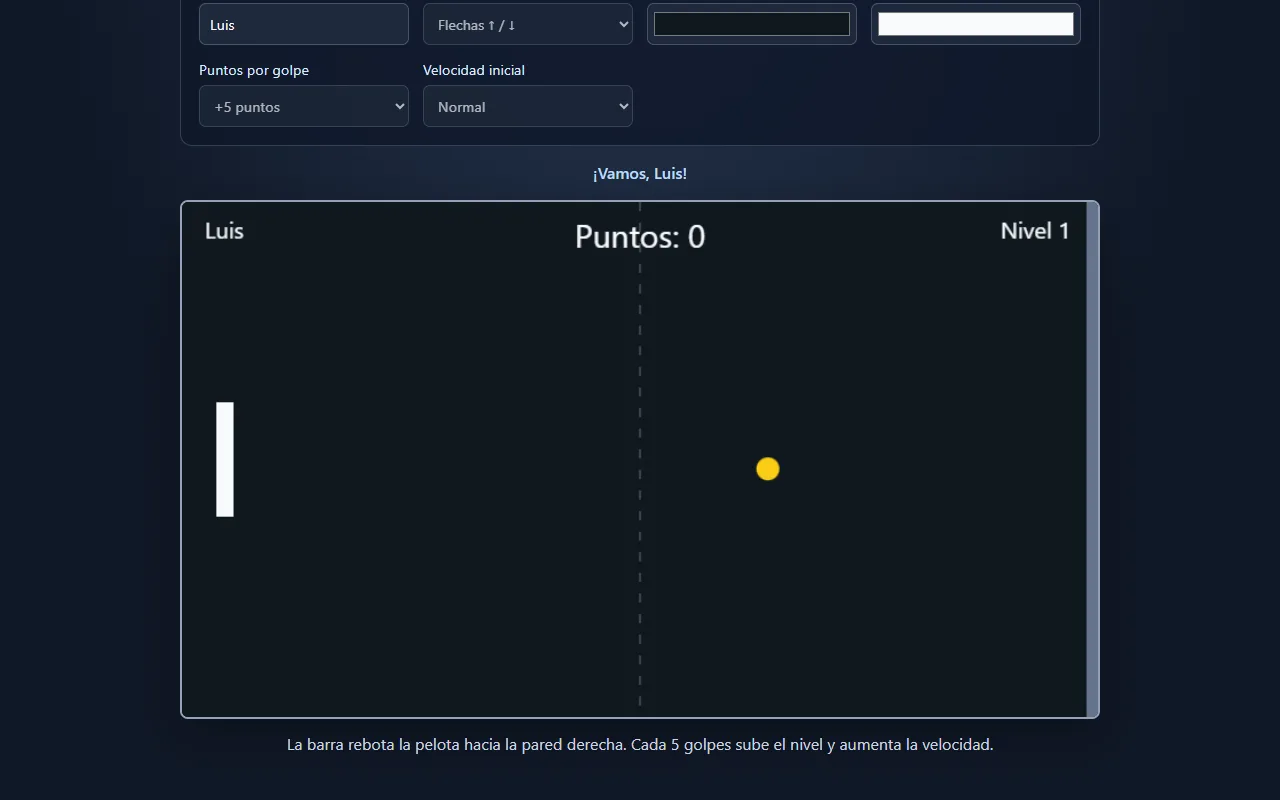 Luis
Flechas ↑ / ↓
Puntos por golpe
Velocidad inicial
+5 puntos
Normal
¡Vamos, Luis!
Luis
Puntos: 0
Nivel 1
La barra rebota la pelota hacia la pared derecha. Cada 5 golpes sube el nivel y aumenta la velocidad.